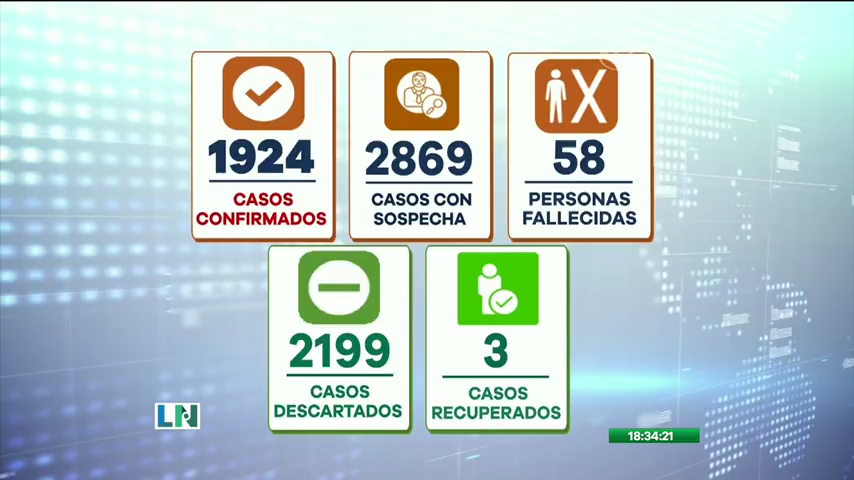 1924
CASOS
CONFIRMADOS
2869
CASOS CON
SOSPECHA
58
PERSONAS
FALLECIDAS
2199
CASOS
DESCARTADOS
3
CASOS
RECUPERADOS
LN
18:34:21